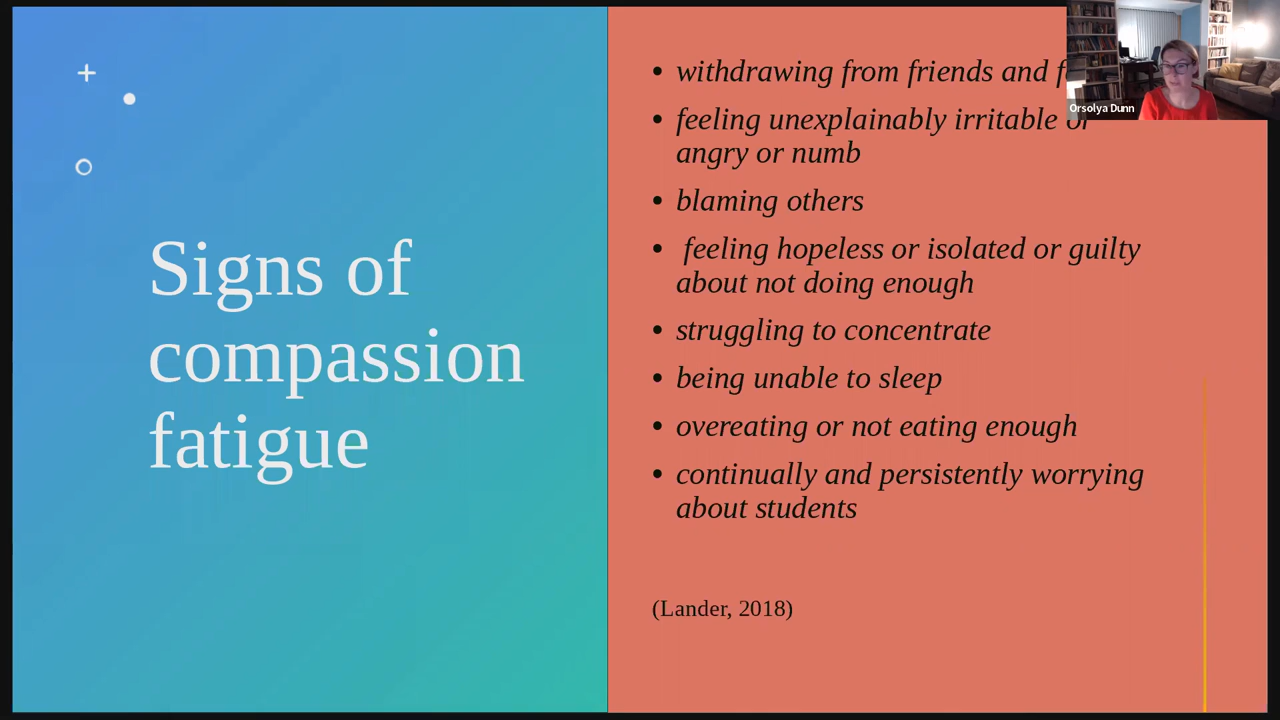 Signs of
compassion
fatigue
• withdrawing from friends and
• feeling unexplainably irritable or
angry or numb
• blaming others
• feeling hopeless or isolated or guilty
about not doing enough
• struggling to concentrate
• being unable to sleep
• overeating or not eating enough
• continually and persistently worrying
about students
(Lander, 2018)
Orsolya Dunn